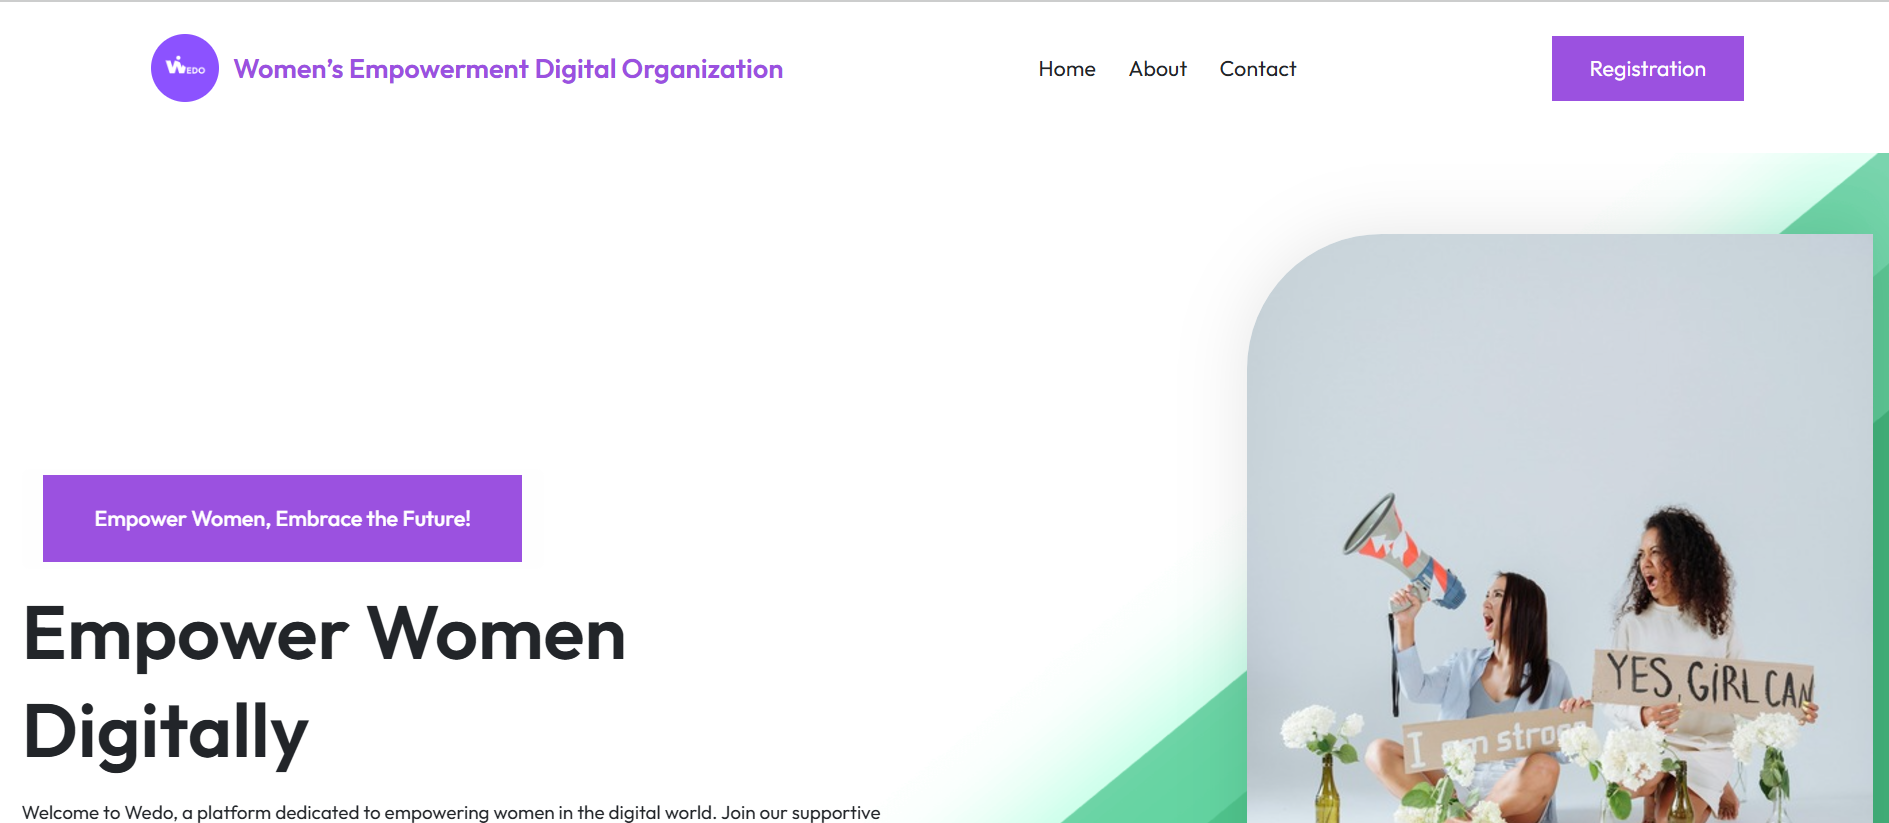 WEDO
Women’s Empowerment Digital Organization
Home
About
Contact
Registration
Empower Women, Embrace the Future!
Empower Women
Digitally
Welcome to Wedo, a platform dedicated to empowering women in the digital world. Join our supportive
YES, GiRL CAN
I am strong